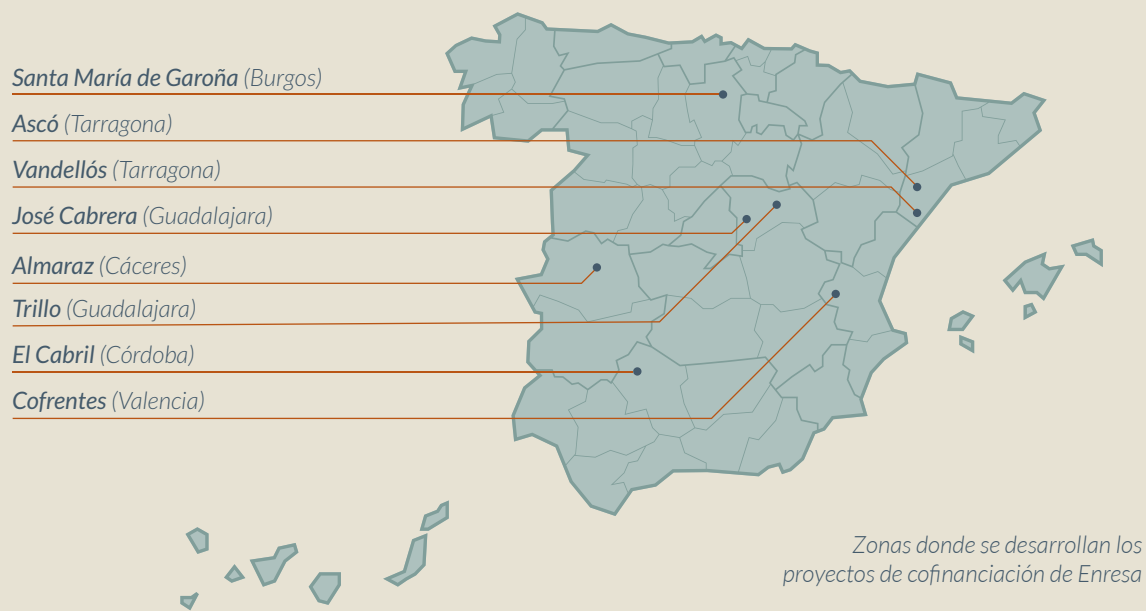 Santa María de Garoña (Burgos)
Ascó (Tarragona)
Vandellós (Tarragona)
José Cabrera (Guadalajara)
Almaraz (Cáceres)
Trillo (Guadalajara)
El Cabril (Córdoba)
Cofrentes (Valencia)
Zonas donde se desarrollan los
proyectos de cofinanciación de Enresa